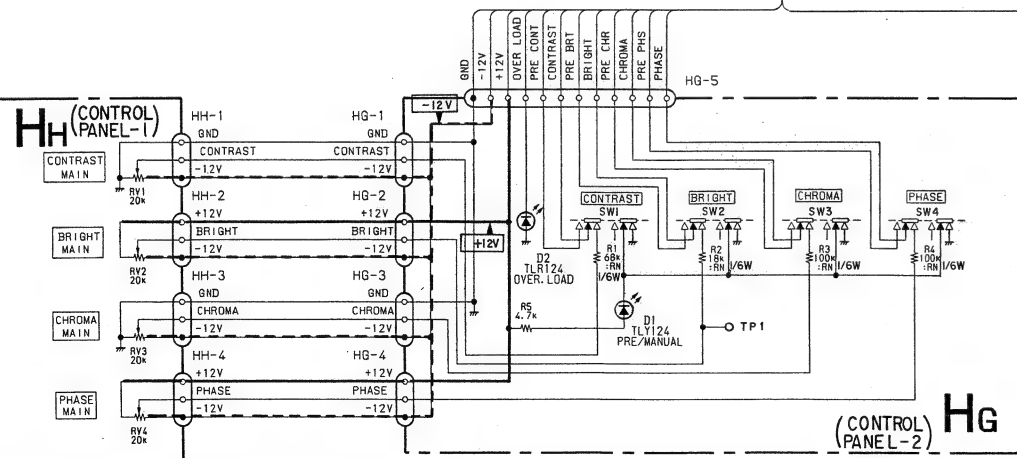 GND
-12V
+12V
OVER LOAD
PRE CONT
CONTRAST
PRE BRT
BRIGHT
PRE CHR
CHROMA
PRE PHS
PHASE
HG-5
HH (CONTROL
PANEL-1)
HH-1
GND
CONTRAST
-12V
HG-1
GND
CONTRAST
-12V
-12V
CONTRAST
MAIN
RV1
20k
HH-2
+12V
BRIGHT
-12V
HG-2
+12V
BRIGHT
-12V
+12V
BRIGHT
MAIN
RV2
20k
HH-3
GND
CHROMA
-12V
HG-3
GND
CHROMA
-12V
CHROMA
MAIN
RV3
20k
HH-4
+12V
PHASE
-12V
HG-4
+12V
PHASE
-12V
PHASE
MAIN
RV4
20k
D2
TLR124
OVER.LOAD
CONTRAST
SW1
R1
68k
:RN
1/6W
BRIGHT
SW2
R2
18k
:RN
1/6W
CHROMA
SW3
R3
100k
:RN
1/6W
PHASE
SW4
R4
100k
:RN
1/6W
R5
4.7k
D1
TLY124
PRE/MANUAL
TP1
(CONTROL
PANEL-2) HG